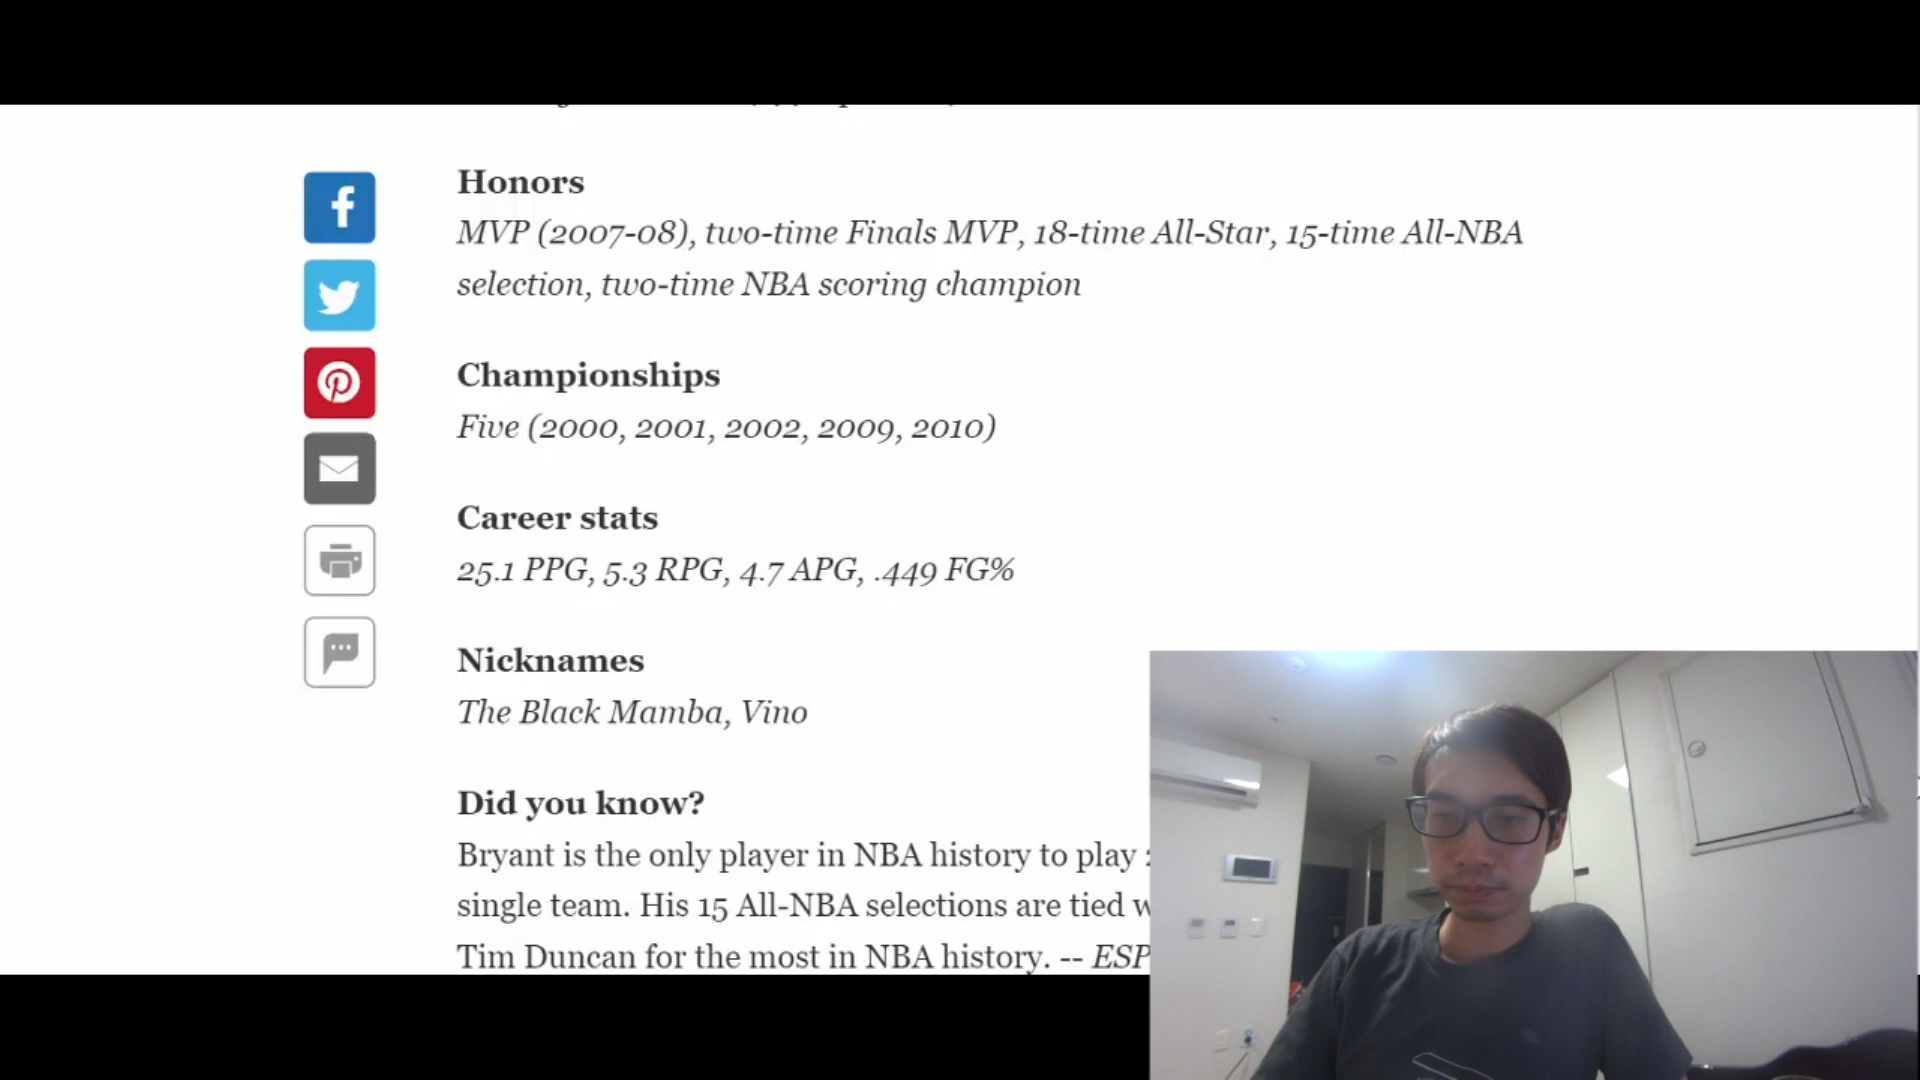 Honors
MVP (2007-08), two-time Finals MVP, 18-time All-Star, 15-time All-NBA
selection, two-time NBA scoring champion
Championships
Five (2000, 2001, 2002, 2009, 2010)
Career stats
25.1 PPG, 5.3 RPG, 4.7 APG, .449 FG%
Nicknames
The Black Mamba, Vino
Did you know?
Bryant is the only player in NBA history to play
single team. His 15 All-NBA selections are tied
Tim Duncan for the most in NBA history. -- ESP